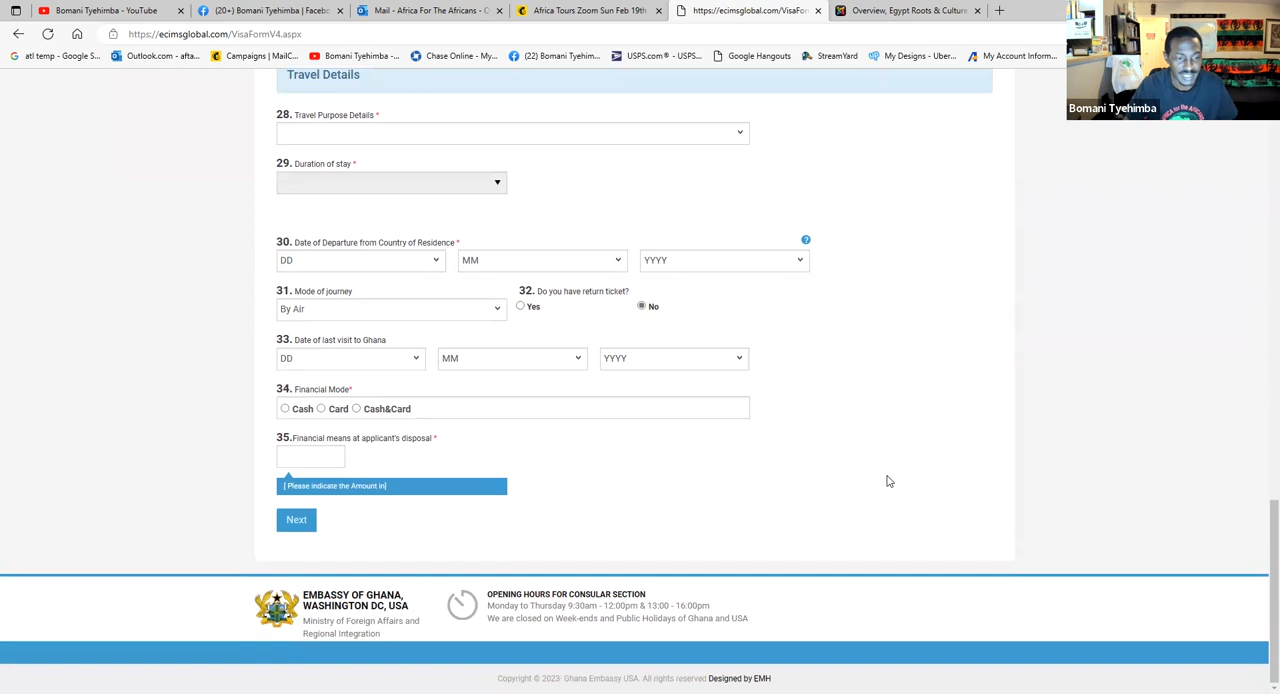 Bomani Tyehimba - YouTube
(20+) Bomani Tyehimba | Facebo
Mail - Africa For The Africans - O
Africa Tours Zoom Sun Feb 19th
https://ecimsglobal.com/VisaForm
Overview, Egypt Roots & Culture
https://ecimsglobal.com/VisaFormV4.aspx
atl temp - Google S...
Outlook.com - afta...
Campaigns | MailC...
Bomani Tyehimba -...
Chase Online - My...
(22) Bomani Tyehim...
USPS.com® - USPS...
Google Hangouts
StreamYard
My Designs - Uber...
My Account Inform...
Bomani Tyehimba
Travel Details
28. Travel Purpose Details *
29. Duration of stay *
30. Date of Departure from Country of Residence *
?
DD MM YYYY
31. Mode of journey
32. Do you have return ticket?
By Air
Yes No
33. Date of last visit to Ghana
DD MM YYYY
34. Financial Mode*
Cash Card Cash&Card
35.Financial means at applicant's disposal *
[ Please indicate the Amount in]
Next
EMBASSY OF GHANA,
WASHINGTON DC, USA
Ministry of Foreign Affairs and
Regional Integration
OPENING HOURS FOR CONSULAR SECTION
Monday to Thursday 9:30am - 12:00pm & 13:00 - 16:00pm
We are closed on Week-ends and Public Holidays of Ghana and USA
Copyright © 2023· Ghana Embassy USA. All rights reserved Designed by EMH